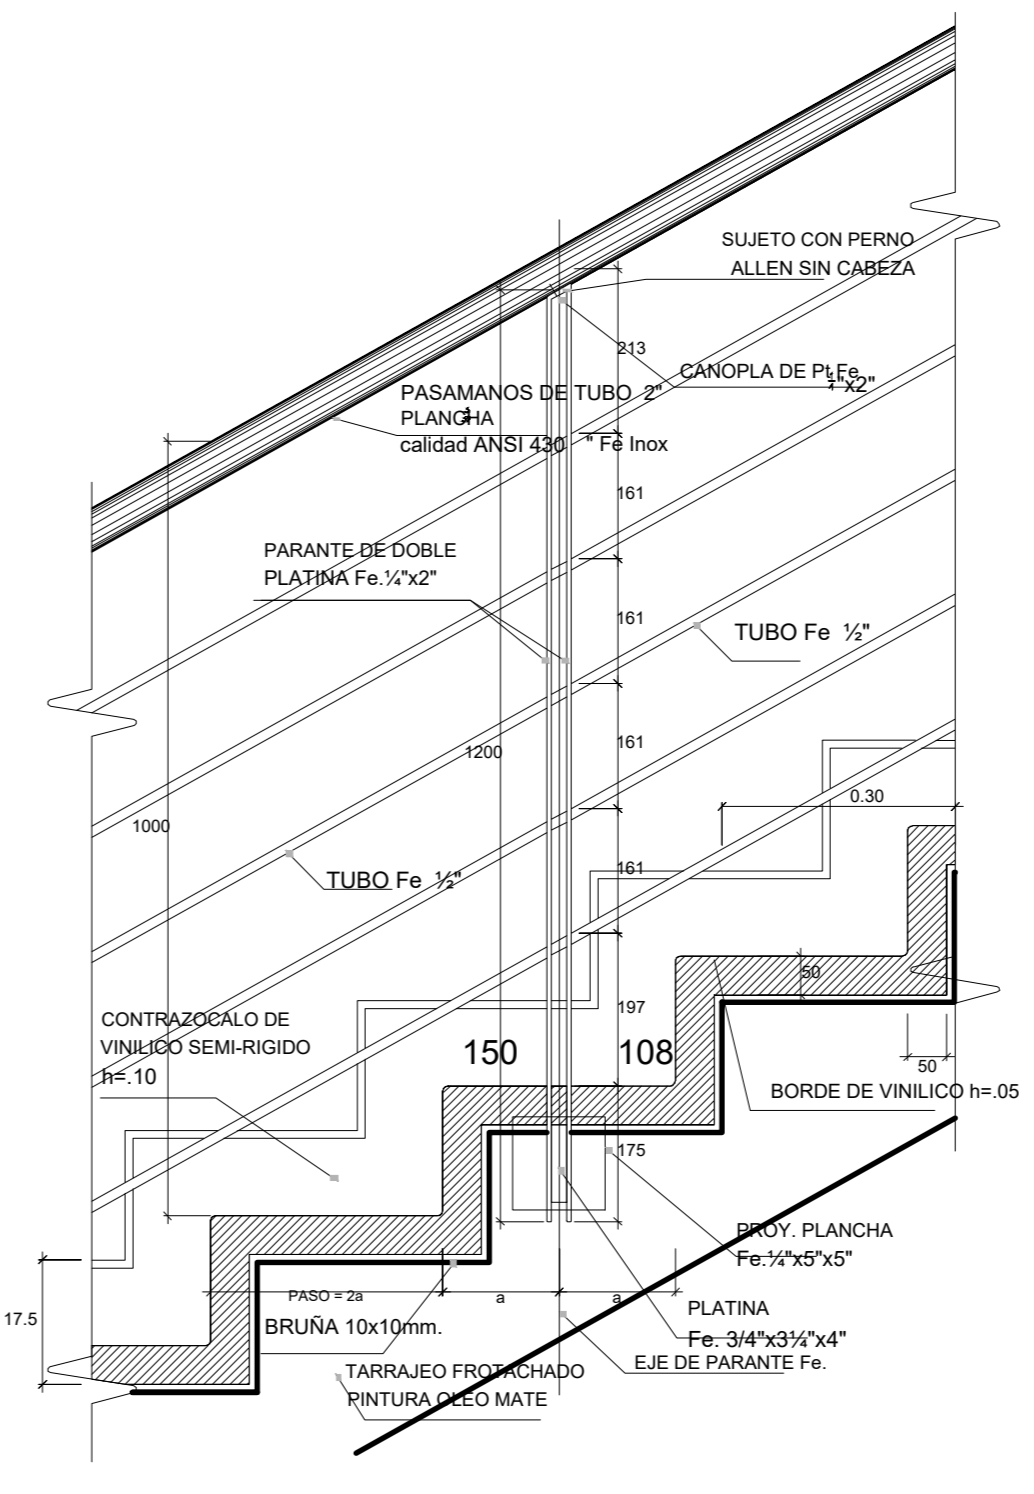 SUJETO CON PERNO
ALLEN SIN CABEZA
213
CANOPLA DE Pt.Fe
"x2"
PASAMANOS DE TUBO 2"
PLANCHA
calidad ANSI 430 " Fe Inox
161
PARANTE DE DOBLE
PLATINA Fe.¼"x2"
161
TUBO Fe ½"
1200
161
0.30
1000
161
TUBO Fe ½"
50
197
CONTRAZOCALO DE
VINILICO SEMI-RIGIDO
h=.10
150
108
50
BORDE DE VINILICO h=.05
175
PROY. PLANCHA
Fe.¼"x5"x5"
PASO = 2a
a
a
17.5
BRUÑA 10x10mm.
PLATINA
Fe. 3/4"x3¼"x4"
EJE DE PARANTE Fe.
TARRAJEO FROTACHADO
PINTURA OLEO MATE